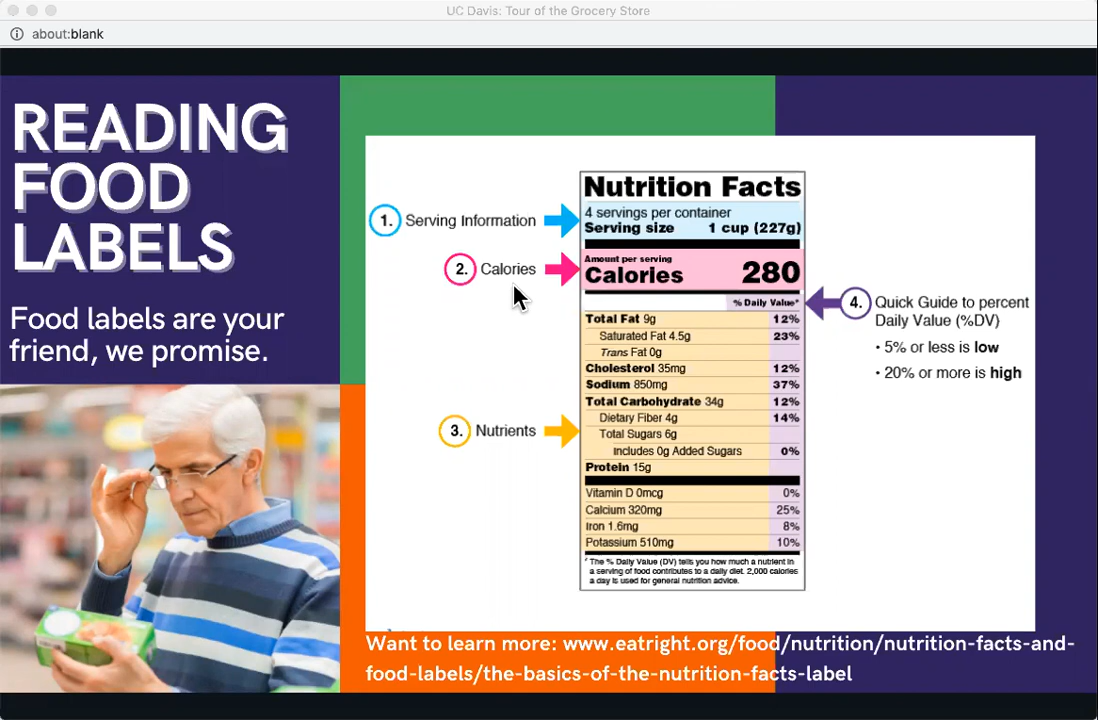 UC Davis: Tour of the Grocery Store
about:blank
READING
FOOD
LABELS
Food labels are your
friend, we promise.
1. Serving Information
2. Calories
3. Nutrients
Nutrition Facts
4 servings per container
Serving size 1 cup (227g)
Amount per serving
Calories 280
% Daily Value*
Total Fat 9g 12%
Saturated Fat 4.5g 23%
Trans Fat 0g
Cholesterol 35mg 12%
Sodium 850mg 37%
Total Carbohydrate 34g 12%
Dietary Fiber 4g 14%
Total Sugars 6g
Includes 0g Added Sugars 0%
Protein 15g
Vitamin D 0mcg 0%
Calcium 320mg 25%
Iron 1.6mg 8%
Potassium 510mg 10%
* The % Daily Value (DV) tells you how much a nutrient in
a serving of food contributes to a daily diet. 2,000 calories
a day is used for general nutrition advice.
4. Quick Guide to percent
Daily Value (%DV)
• 5% or less is low
• 20% or more is high
Want to learn more: www.eatright.org/food/nutrition/nutrition-facts-and-
food-labels/the-basics-of-the-nutrition-facts-label